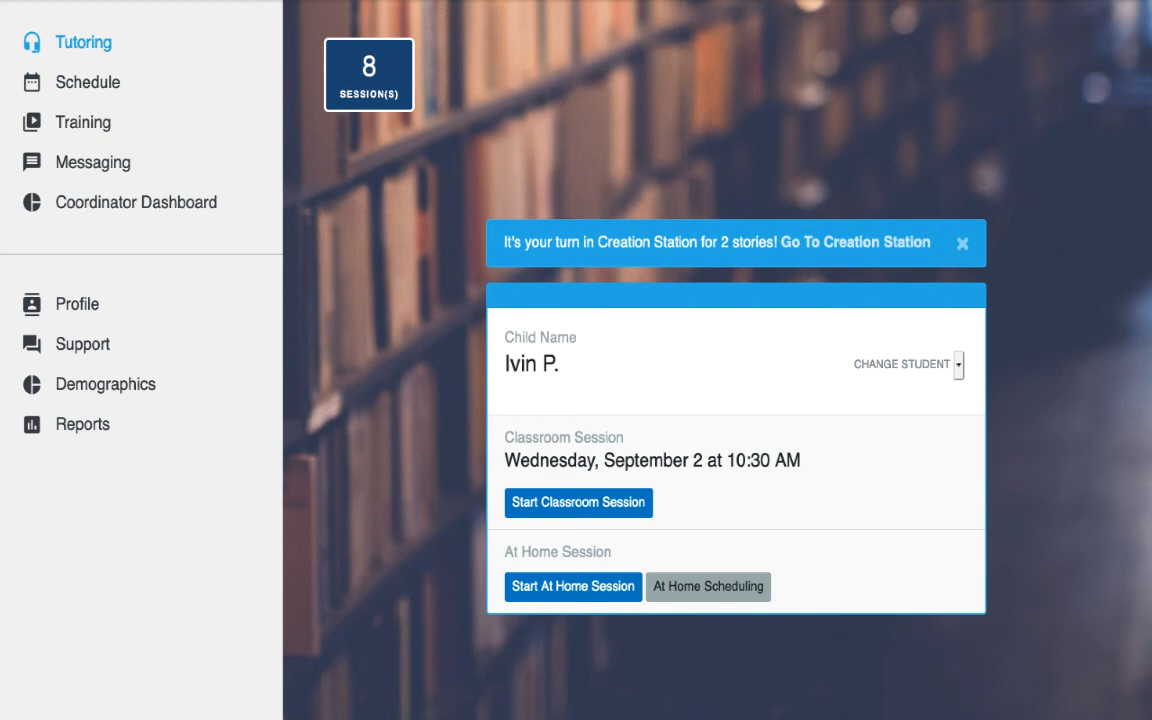 Tutoring
Schedule
Training
Messaging
Coordinator Dashboard
Profile
Support
Demographics
Reports
8
SESSION(S)
It's your turn in Creation Station for 2 stories! Go To Creation Station ×
Child Name
Ivin P.
CHANGE STUDENT
Classroom Session
Wednesday, September 2 at 10:30 AM
Start Classroom Session
At Home Session
Start At Home Session At Home Scheduling